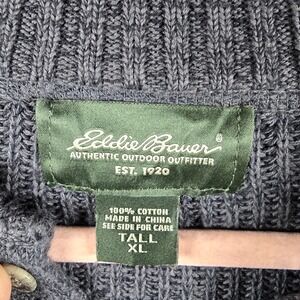 Eddie Bauer®
AUTHENTIC OUTDOOR OUTFITTER
EST. 1920
100% COTTON
MADE IN CHINA
SEE SIDE FOR CARE
TALL
XL